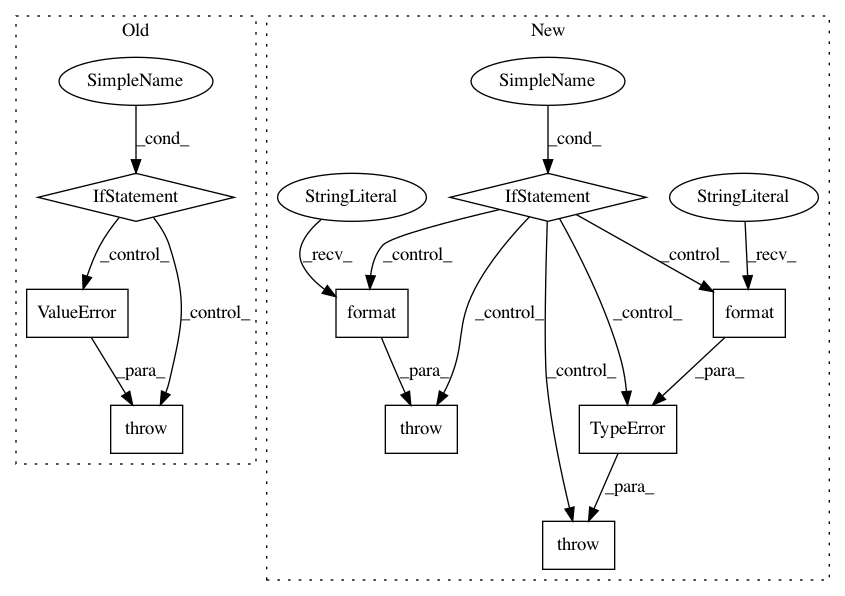 Old
New
SimpleName
SimpleName
_cond_
_cond_
IfStatement
StringLiteral
IfStatement
StringLiteral
_control_
_control_
_recv_
_control_
_control_
_recv_
ValueError
_control_
format
_control_
_control_
format
_para_
_para_
_control_
_para_
throw
throw
TypeError
_para_
throw